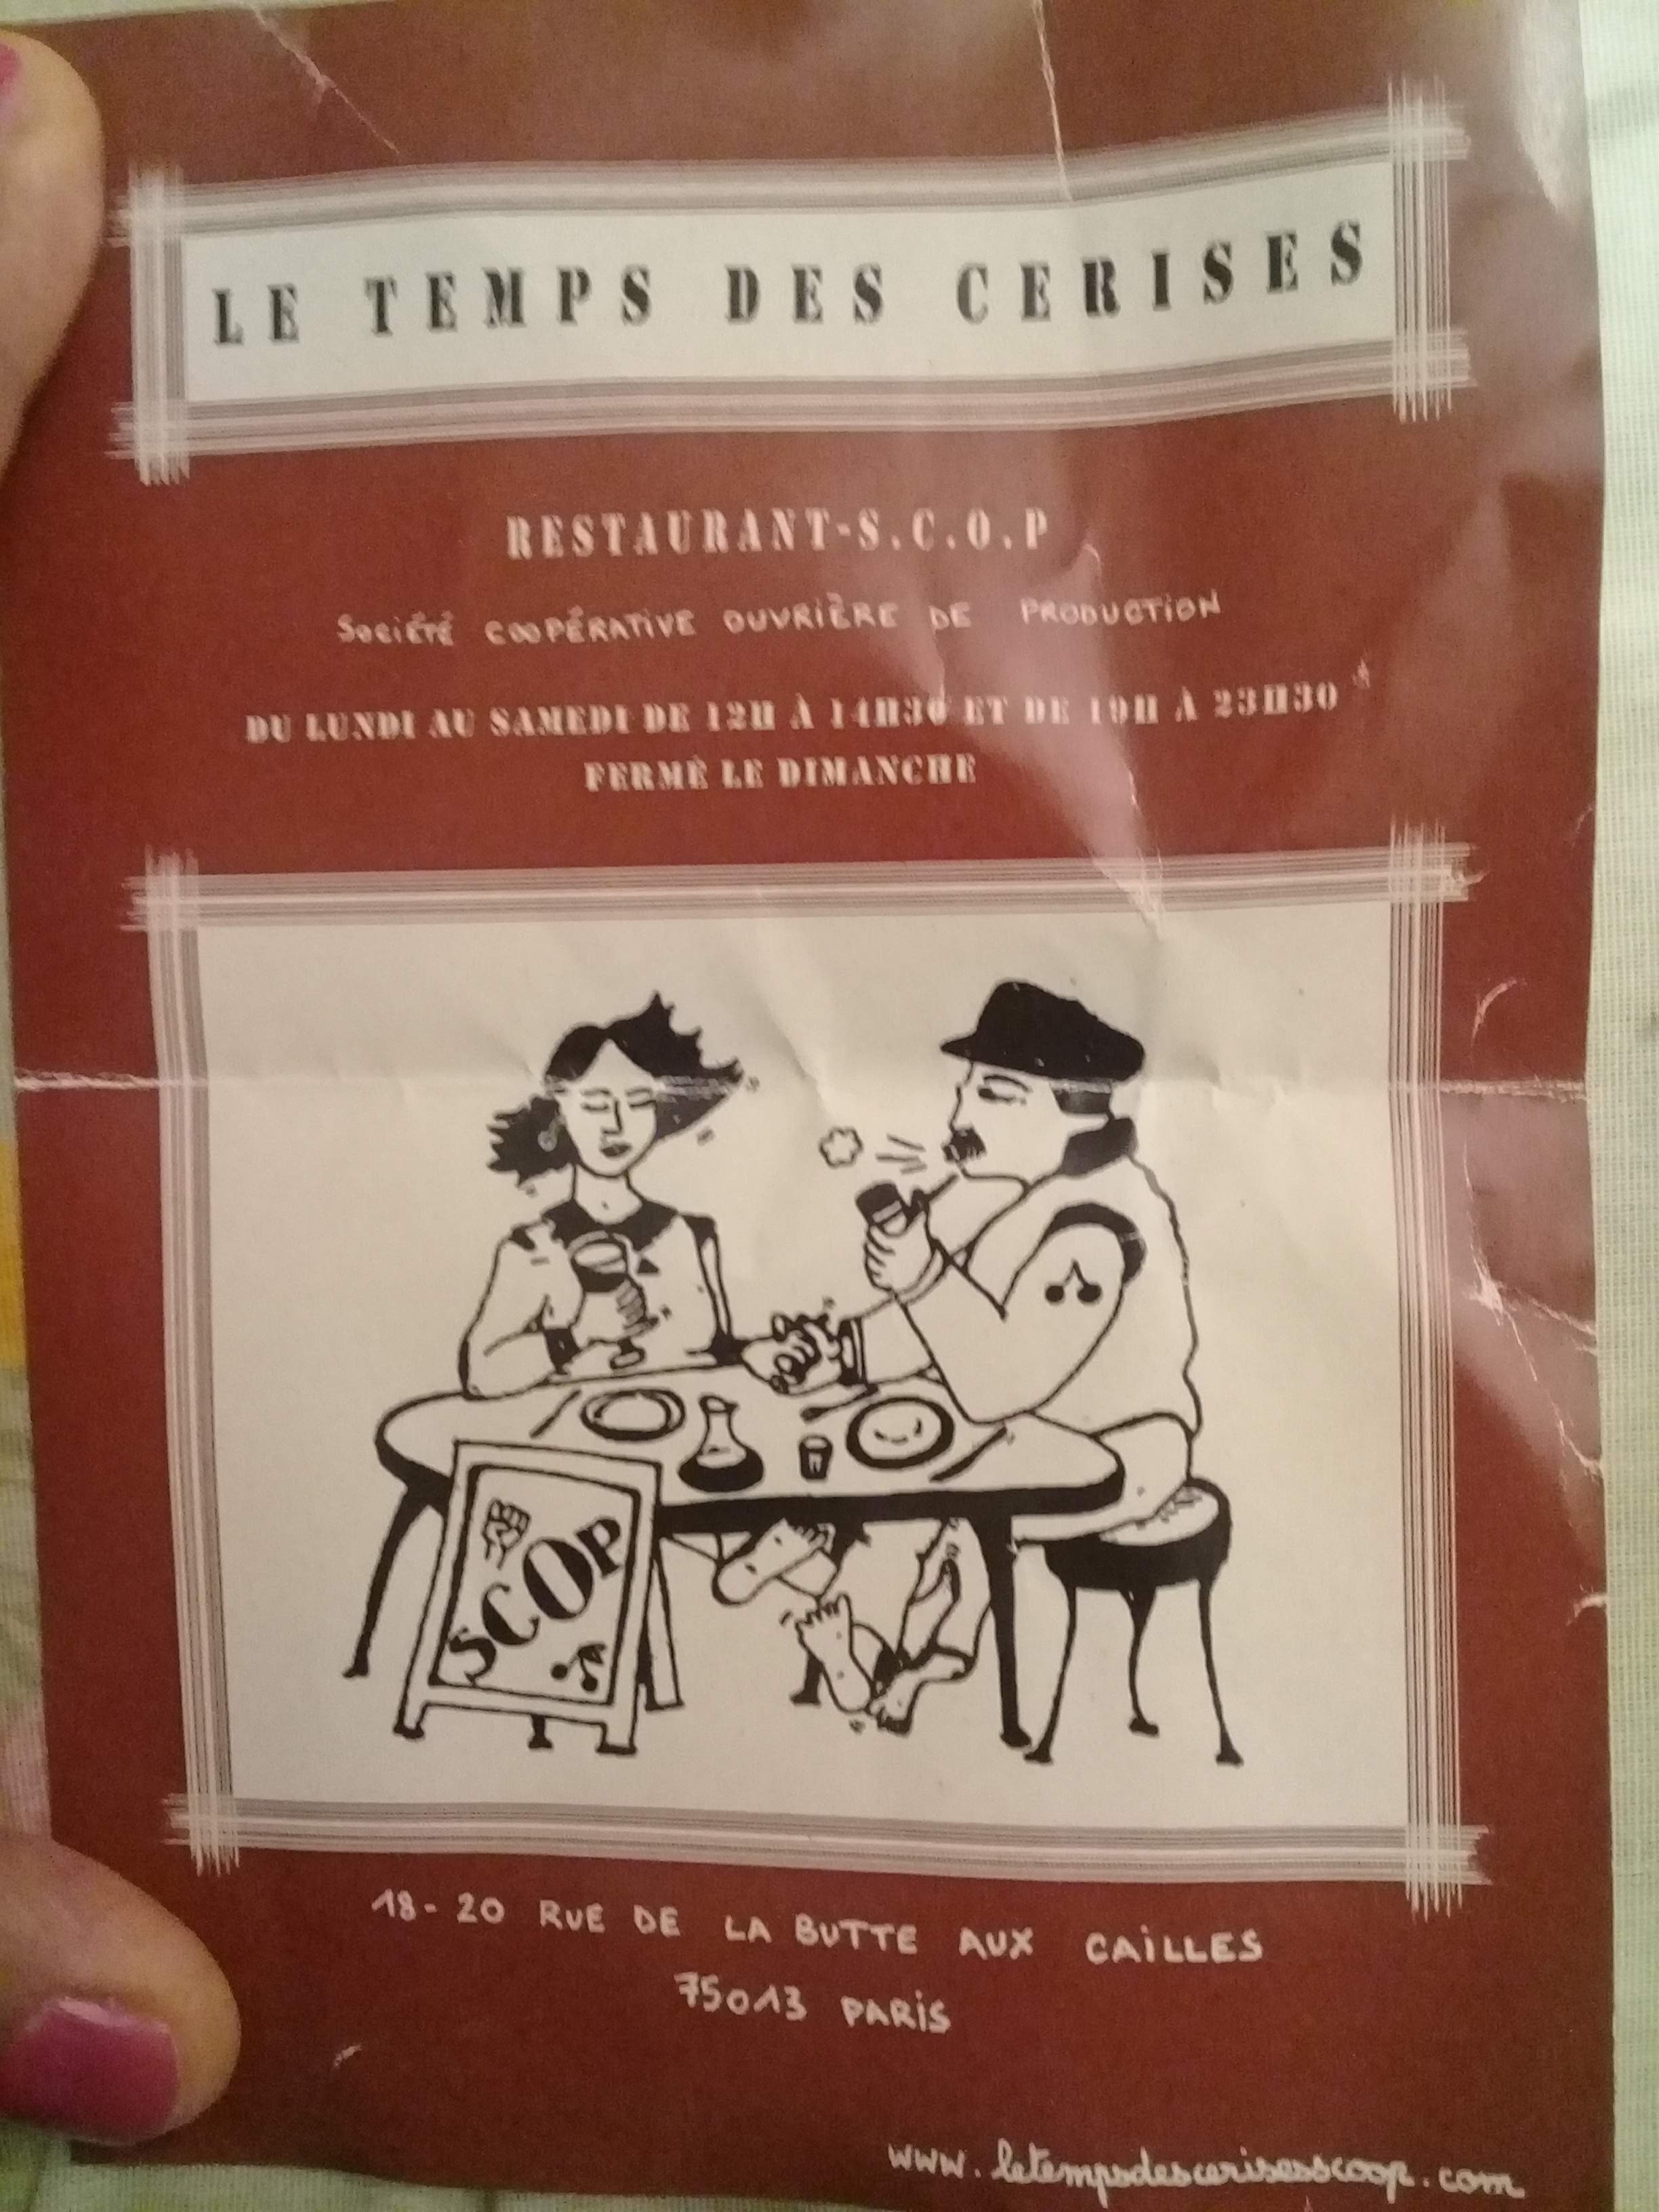 LE TEMPS DES CERISES
RESTAURANT-S.C.O.P
Société COOPÉRATIVE OUVRIÈRE DE PRODUCTION
DU LUNDI AU SAMEDI DE 12H À 14H30 ET DE 19H À 23H30
FERMÉ LE DIMANCHE
SCOP
18-20 RUE DE LA BUTTE AUX CAILLES
75013 PARIS
www.letempsdescerisesscoop.com